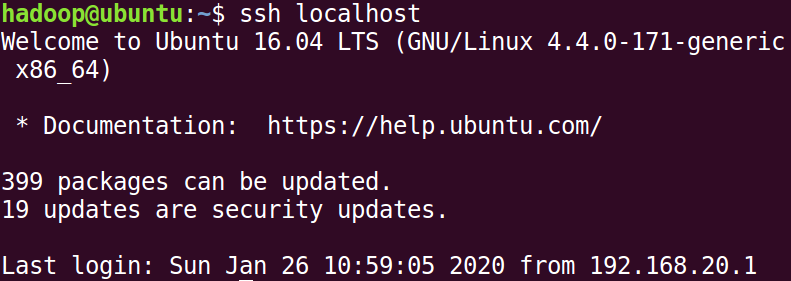 hadoop@ubuntu:~$ ssh localhost
Welcome to Ubuntu 16.04 LTS (GNU/Linux 4.4.0-171-generic
 x86_64)
 * Documentation:  https://help.ubuntu.com/
399 packages can be updated.
19 updates are security updates.
Last login: Sun Jan 26 10:59:05 2020 from 192.168.20.1